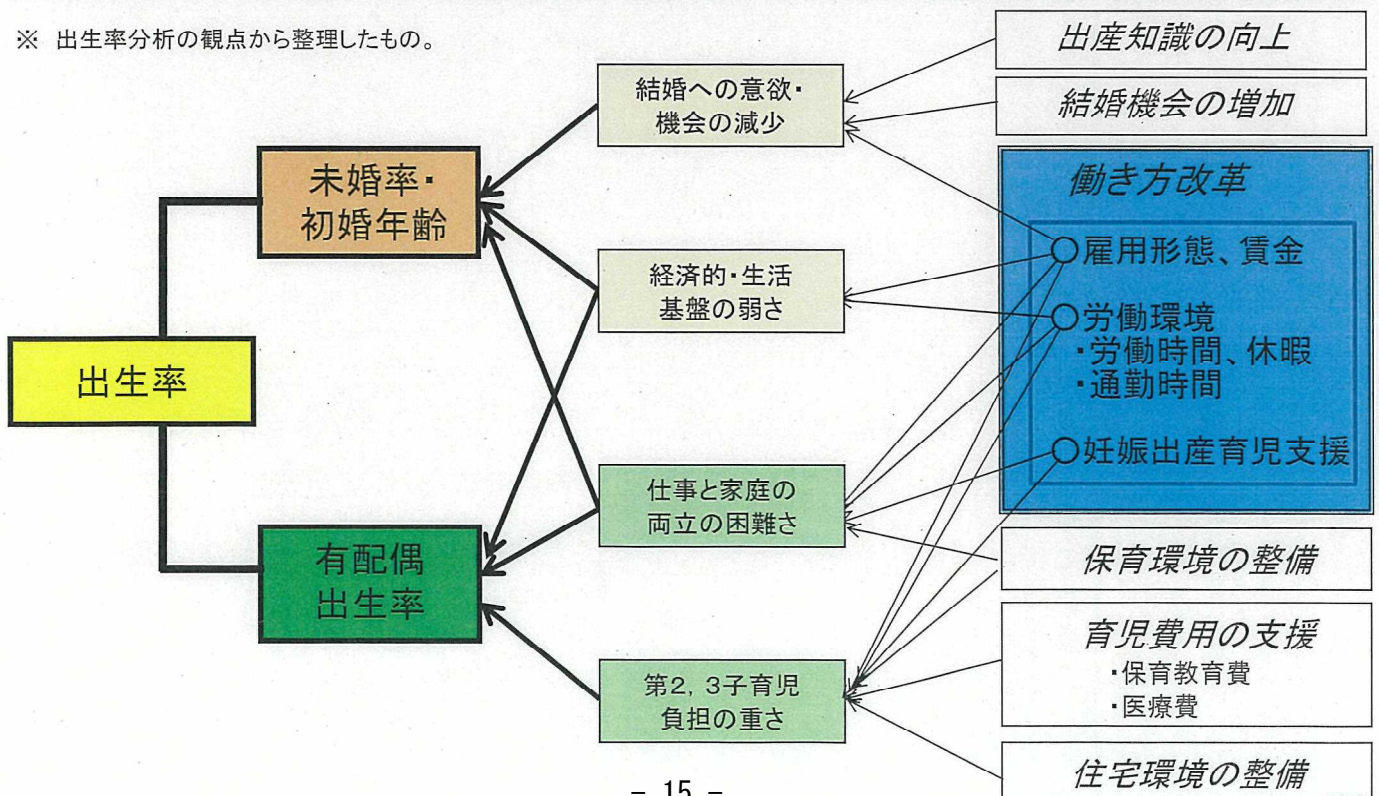 ※ 出生率分析の観点から整理したもの。
出生率
未婚率・
初婚年齢
有配偶
出生率
結婚への意欲・
機会の減少
経済的・生活
基盤の弱さ
仕事と家庭の
両立の困難さ
第2，3子育児
負担の重さ
出産知識の向上
結婚機会の増加
働き方改革
○雇用形態、賃金
○労働環境
・労働時間、休暇
・通勤時間
○妊娠出産育児支援
保育環境の整備
育児費用の支援
・保育教育費
・医療費
住宅環境の整備
- 15 -